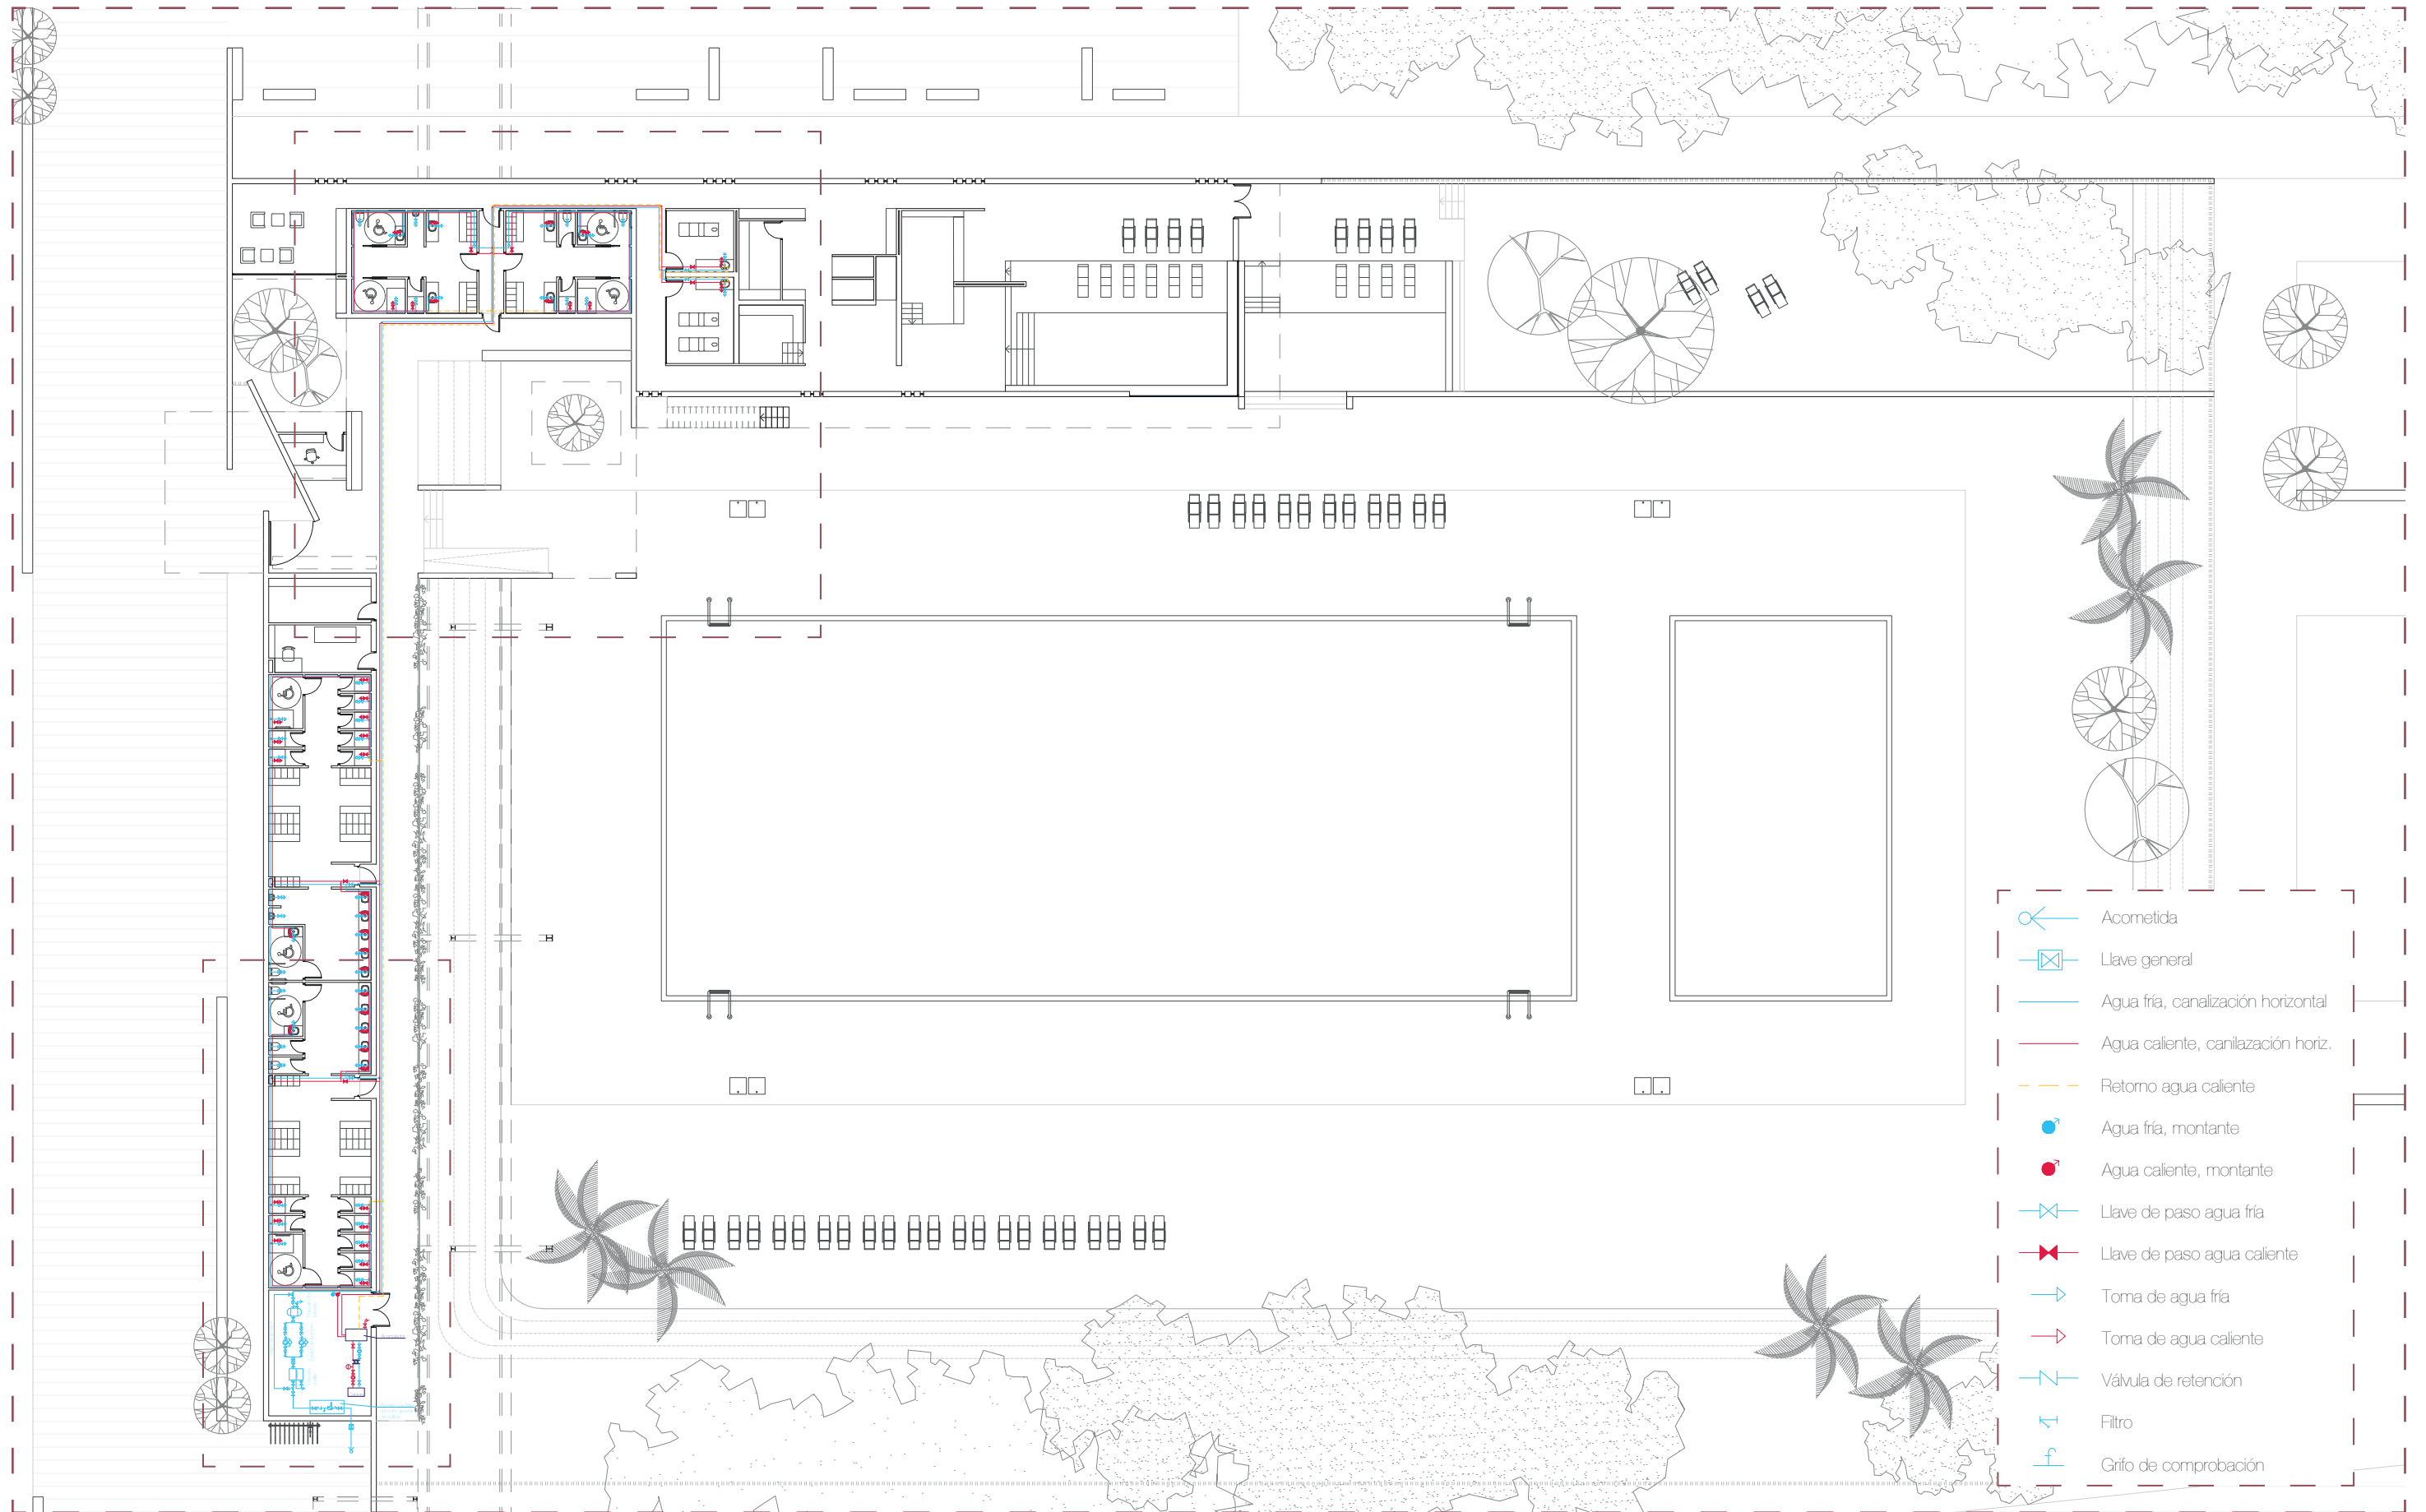 Acometida
Llave general
Agua fría, canalización horizontal
Agua caliente, canilazación horiz.
Retorno agua caliente
Agua fría, montante
Agua caliente, montante
Llave de paso agua fría
Llave de paso agua caliente
Toma de agua fría
Toma de agua caliente
Válvula de retención
Filtro
Grifo de comprobación